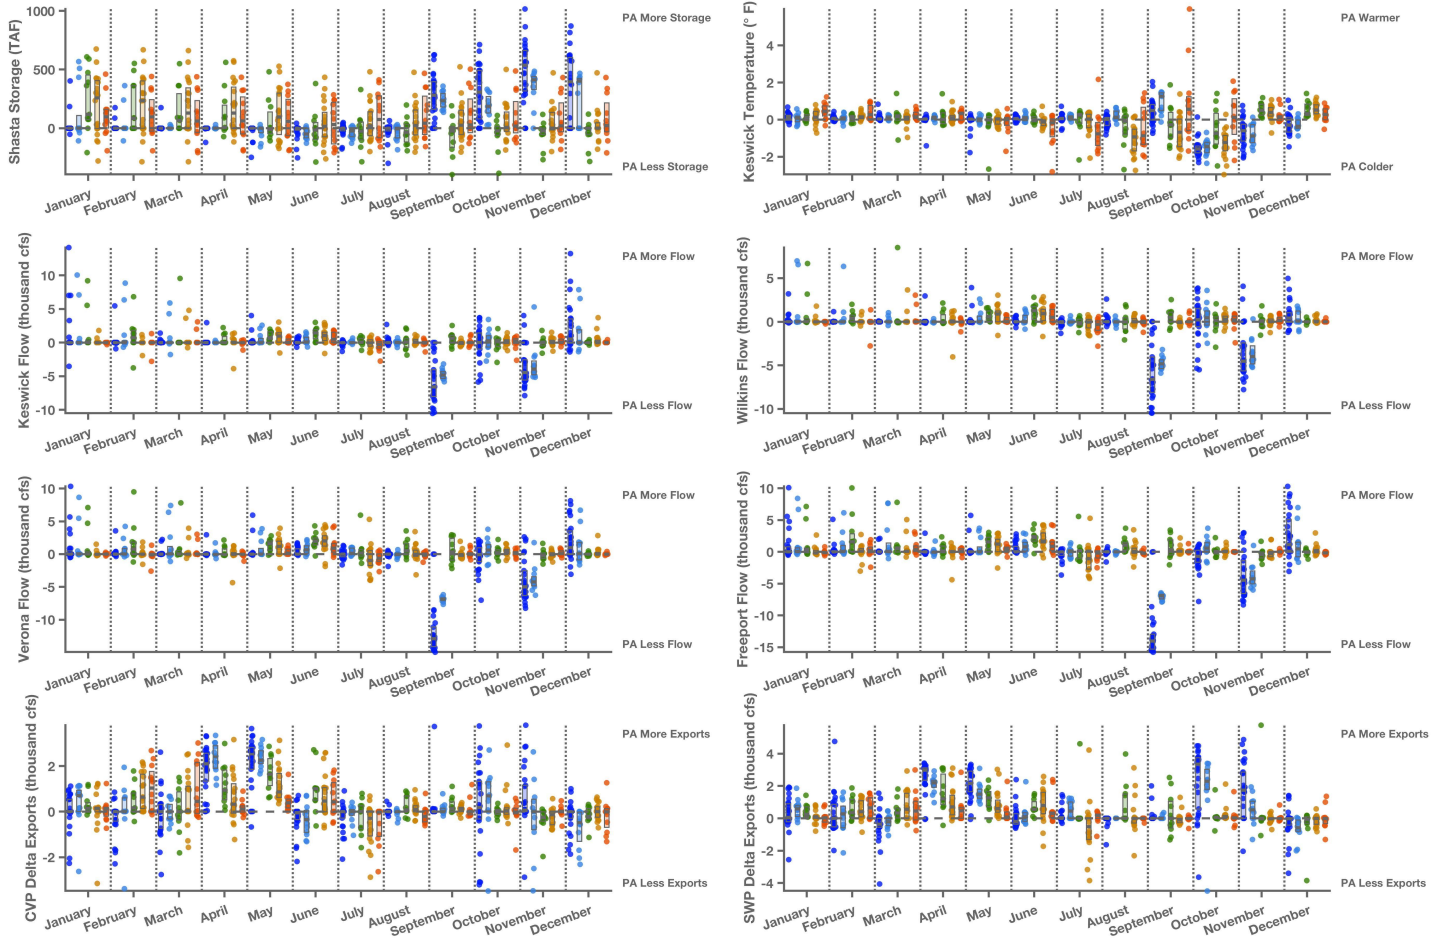 Shasta Storage (TAF)
1000
500
0
PA More Storage
PA Less Storage
January
February
March
April
May
June
July
August
September
October
November
December
Keswick Temperature (° F)
4
2
0
-2
PA Warmer
PA Colder
January
February
March
April
May
June
July
August
September
October
November
December
Keswick Flow (thousand cfs)
10
5
0
-5
-10
PA More Flow
PA Less Flow
January
February
March
April
May
June
July
August
September
October
November
December
Wilkins Flow (thousand cfs)
5
0
-5
-10
PA More Flow
PA Less Flow
January
February
March
April
May
June
July
August
September
October
November
December
Verona Flow (thousand cfs)
10
5
0
-5
-10
PA More Flow
PA Less Flow
January
February
March
April
May
June
July
August
September
October
November
December
Freeport Flow (thousand cfs)
10
5
0
-5
-10
-15
PA More Flow
PA Less Flow
January
February
March
April
May
June
July
August
September
October
November
December
CVP Delta Exports (thousand cfs)
2
0
-2
PA More Exports
PA Less Exports
January
February
March
April
May
June
July
August
September
October
November
December
SWP Delta Exports (thousand cfs)
4
2
0
-2
-4
PA More Exports
PA Less Exports
January
February
March
April
May
June
July
August
September
October
November
December